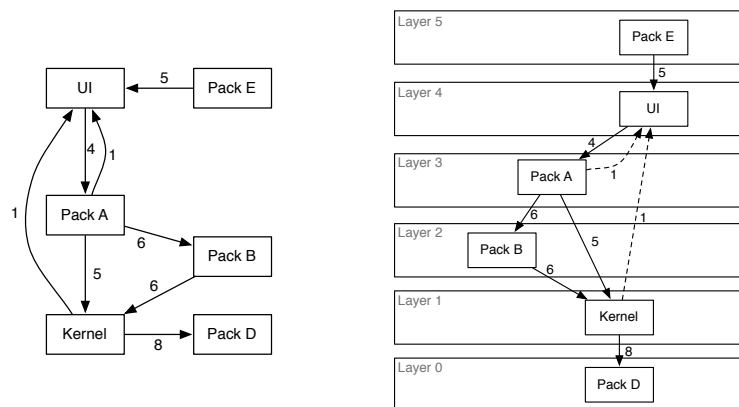 UI
5
Pack E
4
1
1
Pack A
6
Pack B
5
6
Kernel
8
Pack D
Layer 5
Pack E
5
Layer 4
UI
4
Layer 3
Pack A
1
6
1
Layer 2
Pack B
5
6
Layer 1
Kernel
8
Layer 0
Pack D